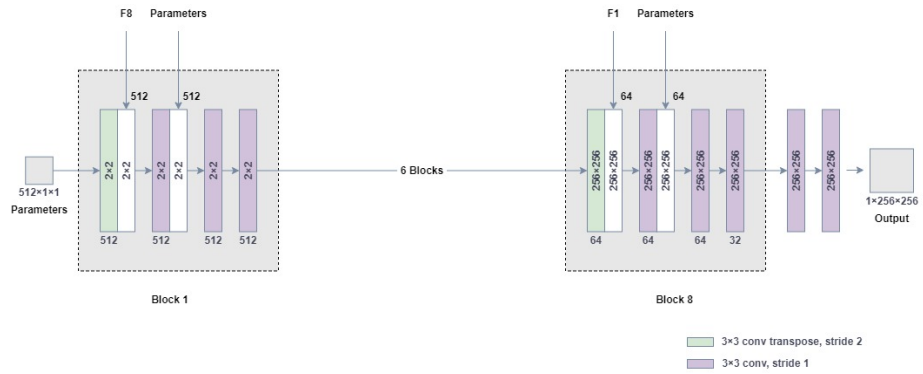 F8 Parameters
F1 Parameters
512 512
64 64
2×2 2×2 2×2 2×2 2×2 2×2
256×256 256×256 256×256 256×256 256×256 256×256 256×256 256×256
6 Blocks
512×1×1
Parameters
1×256×256
Output
512 512 512 512
64 64 64 32
Block 1
Block 8
3×3 conv transpose, stride 2
3×3 conv, stride 1